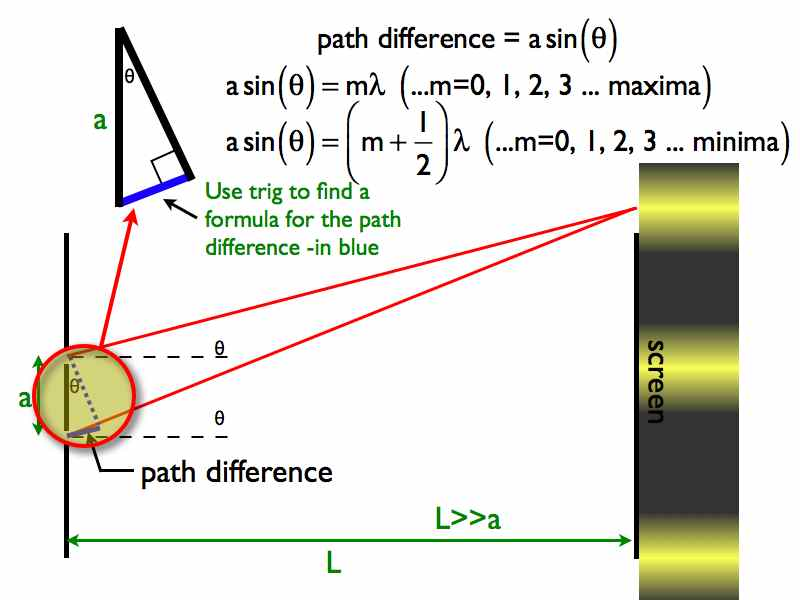 path difference = a sin(θ)
θ
a sin(θ) = mλ (...m=0, 1, 2, 3 ... maxima)
a
a sin(θ) = (m + 1/2) λ (...m=0, 1, 2, 3 ... minima)
Use trig to find a
formula for the path
difference -in blue
θ
screen
θ
a
θ
path difference
L>>a
L